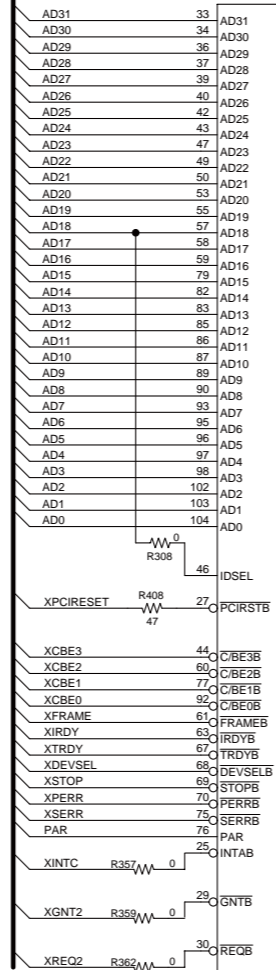 AD31 33 AD31
AD30 34 AD30
AD29 36 AD29
AD28 37 AD28
AD27 39 AD27
AD26 40 AD26
AD25 42 AD25
AD24 43 AD24
AD23 47 AD23
AD22 49 AD22
AD21 50 AD21
AD20 53 AD20
AD19 55 AD19
AD18 57 AD18
AD17 58 AD17
AD16 59 AD16
AD15 79 AD15
AD14 82 AD14
AD13 83 AD13
AD12 85 AD12
AD11 86 AD11
AD10 87 AD10
AD9 89 AD9
AD8 90 AD8
AD7 93 AD7
AD6 95 AD6
AD5 96 AD5
AD4 97 AD4
AD3 98 AD3
AD2 102 AD2
AD1 103 AD1
AD0 104 AD0
0
R308
46 IDSEL
XPCIRESET R408 27 PCIRSTB
47
XCBE3 44 C/BE3B
XCBE2 60 C/BE2B
XCBE1 77 C/BE1B
XCBE0 92 C/BE0B
XFRAME 61 FRAMEB
XIRDY 63 IRDYB
XTRDY 67 TRDYB
XDEVSEL 68 DEVSELB
XSTOP 69 STOPB
XPERR 70 PERRB
XSERR 75 SERRB
PAR 76 PAR
25 INTAB
XINTC R357 0
29 GNTB
XGNT2 R359 0
30 REQB
XREQ2 R362 0